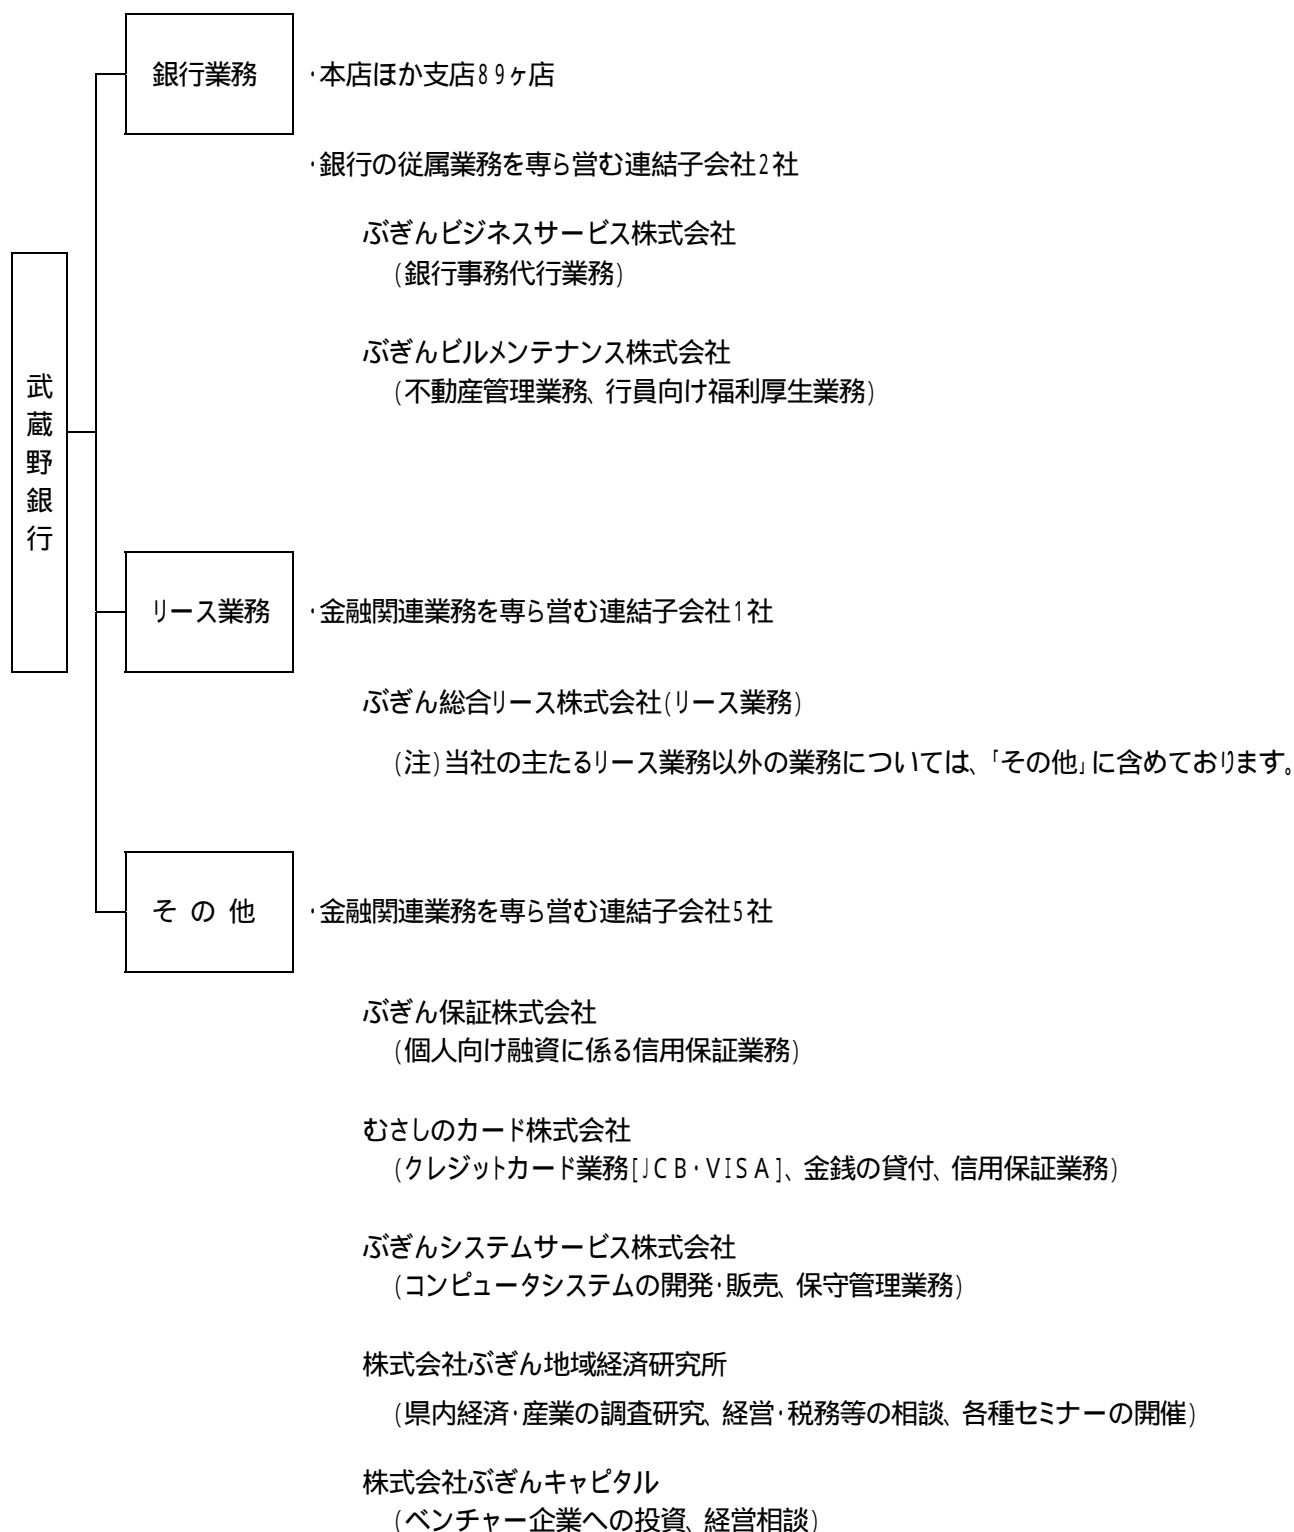 銀行業務
・本店ほか支店89ヶ店
・銀行の従属業務を専ら営む連結子会社2社
ぶぎんビジネスサービス株式会社
(銀行事務代行業務)
ぶぎんビルメンテナンス株式会社
(不動産管理業務、行員向け福利厚生業務)
武蔵野銀行
リース業務
・金融関連業務を専ら営む連結子会社1社
ぶぎん総合リース株式会社(リース業務)
(注)当社の主たるリース業務以外の業務については、「その他」に含めております。
その他
・金融関連業務を専ら営む連結子会社5社
ぶぎん保証株式会社
(個人向け融資に係る信用保証業務)
むさしのカード株式会社
(クレジットカード業務[JCB・VISA]、金銭の貸付、信用保証業務)
ぶぎんシステムサービス株式会社
(コンピュータシステムの開発・販売、保守管理業務)
株式会社ぶぎん地域経済研究所
(県内経済・産業の調査研究、経営・税務等の相談、各種セミナーの開催)
株式会社ぶぎんキャピタル
(ベンチャー企業への投資、経営相談)